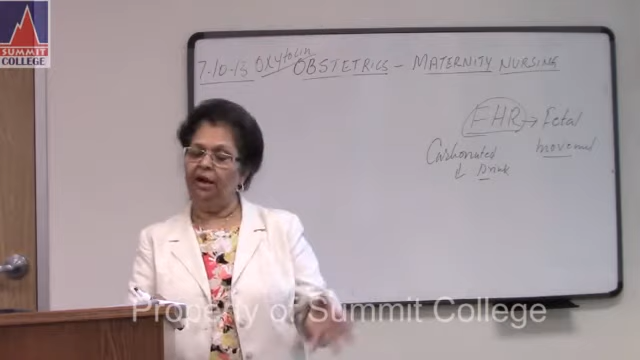 SUMMIT
COLLEGE
7-10-13 Oxytocin OBSTETRICS - MATERNITY NURSING
FHR → Fetal
movement
Carbonated
Drink
Property of Summit College